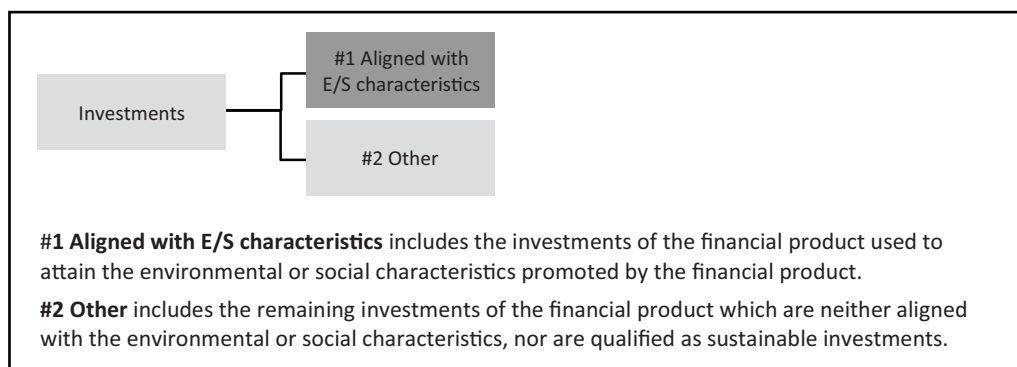 #1 Aligned with
E/S characteristics
Investments
#2 Other
#1 Aligned with E/S characteristics includes the investments of the financial product used to
attain the environmental or social characteristics promoted by the financial product.
#2 Other includes the remaining investments of the financial product which are neither aligned
with the environmental or social characteristics, nor are qualified as sustainable investments.